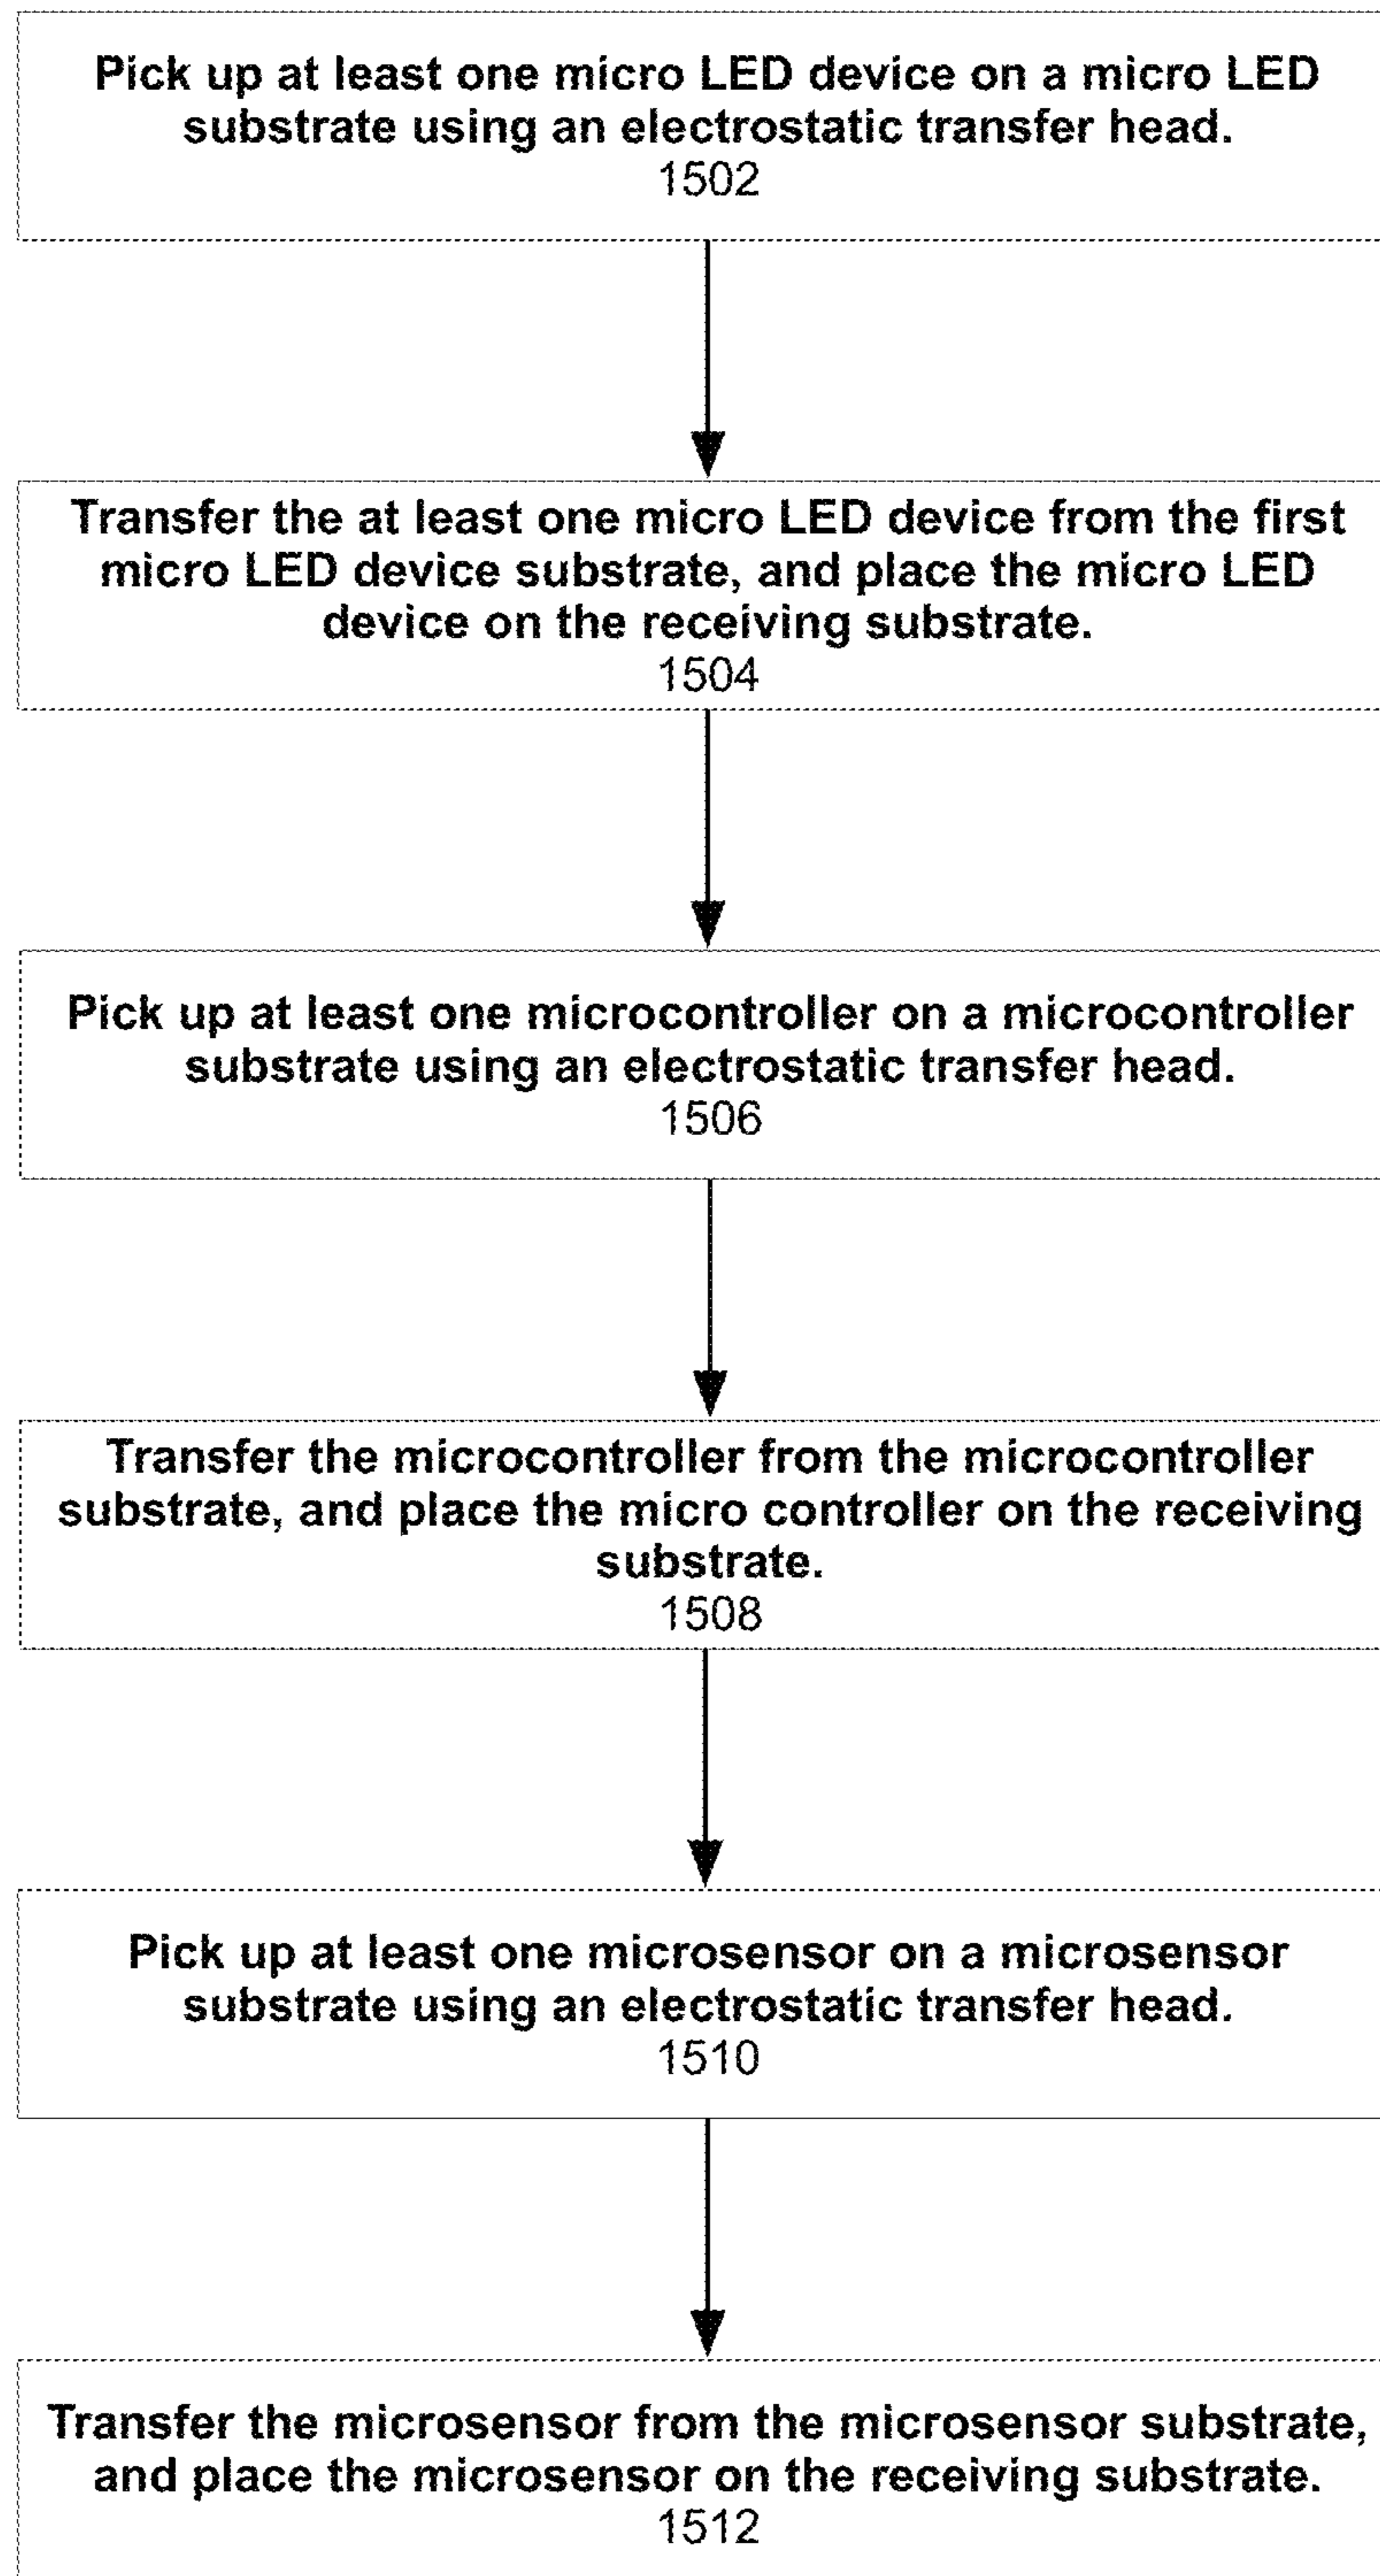 Pick up at least one micro LED device on a micro LED
substrate using an electrostatic transfer head.
1502
Transfer the at least one micro LED device from the first
micro LED device substrate, and place the micro LED
device on the receiving substrate.
1504
Pick up at least one microcontroller on a microcontroller
substrate using an electrostatic transfer head.
1506
Transfer the microcontroller from the microcontroller
substrate, and place the micro controller on the receiving
substrate.
1508
Pick up at least one microsensor on a microsensor
substrate using an electrostatic transfer head.
1510
Transfer the microsensor from the microsensor substrate,
and place the microsensor on the receiving substrate.
1512